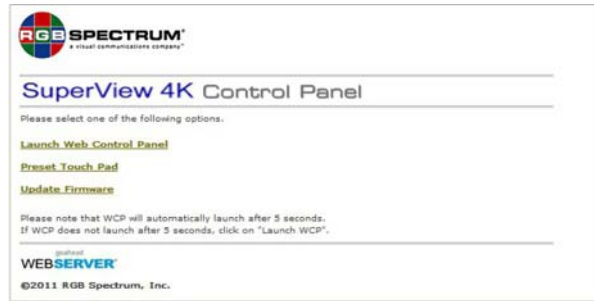 RGB SPECTRUM®
a visual communications company™
SuperView 4K Control Panel
Please select one of the following options.
Launch Web Control Panel
Preset Touch Pad
Update Firmware
Please note that WCP will automatically launch after 5 seconds.
If WCP does not launch after 5 seconds, click on "Launch WCP".
goahead
WEBSERVER
©2011 RGB Spectrum, Inc.